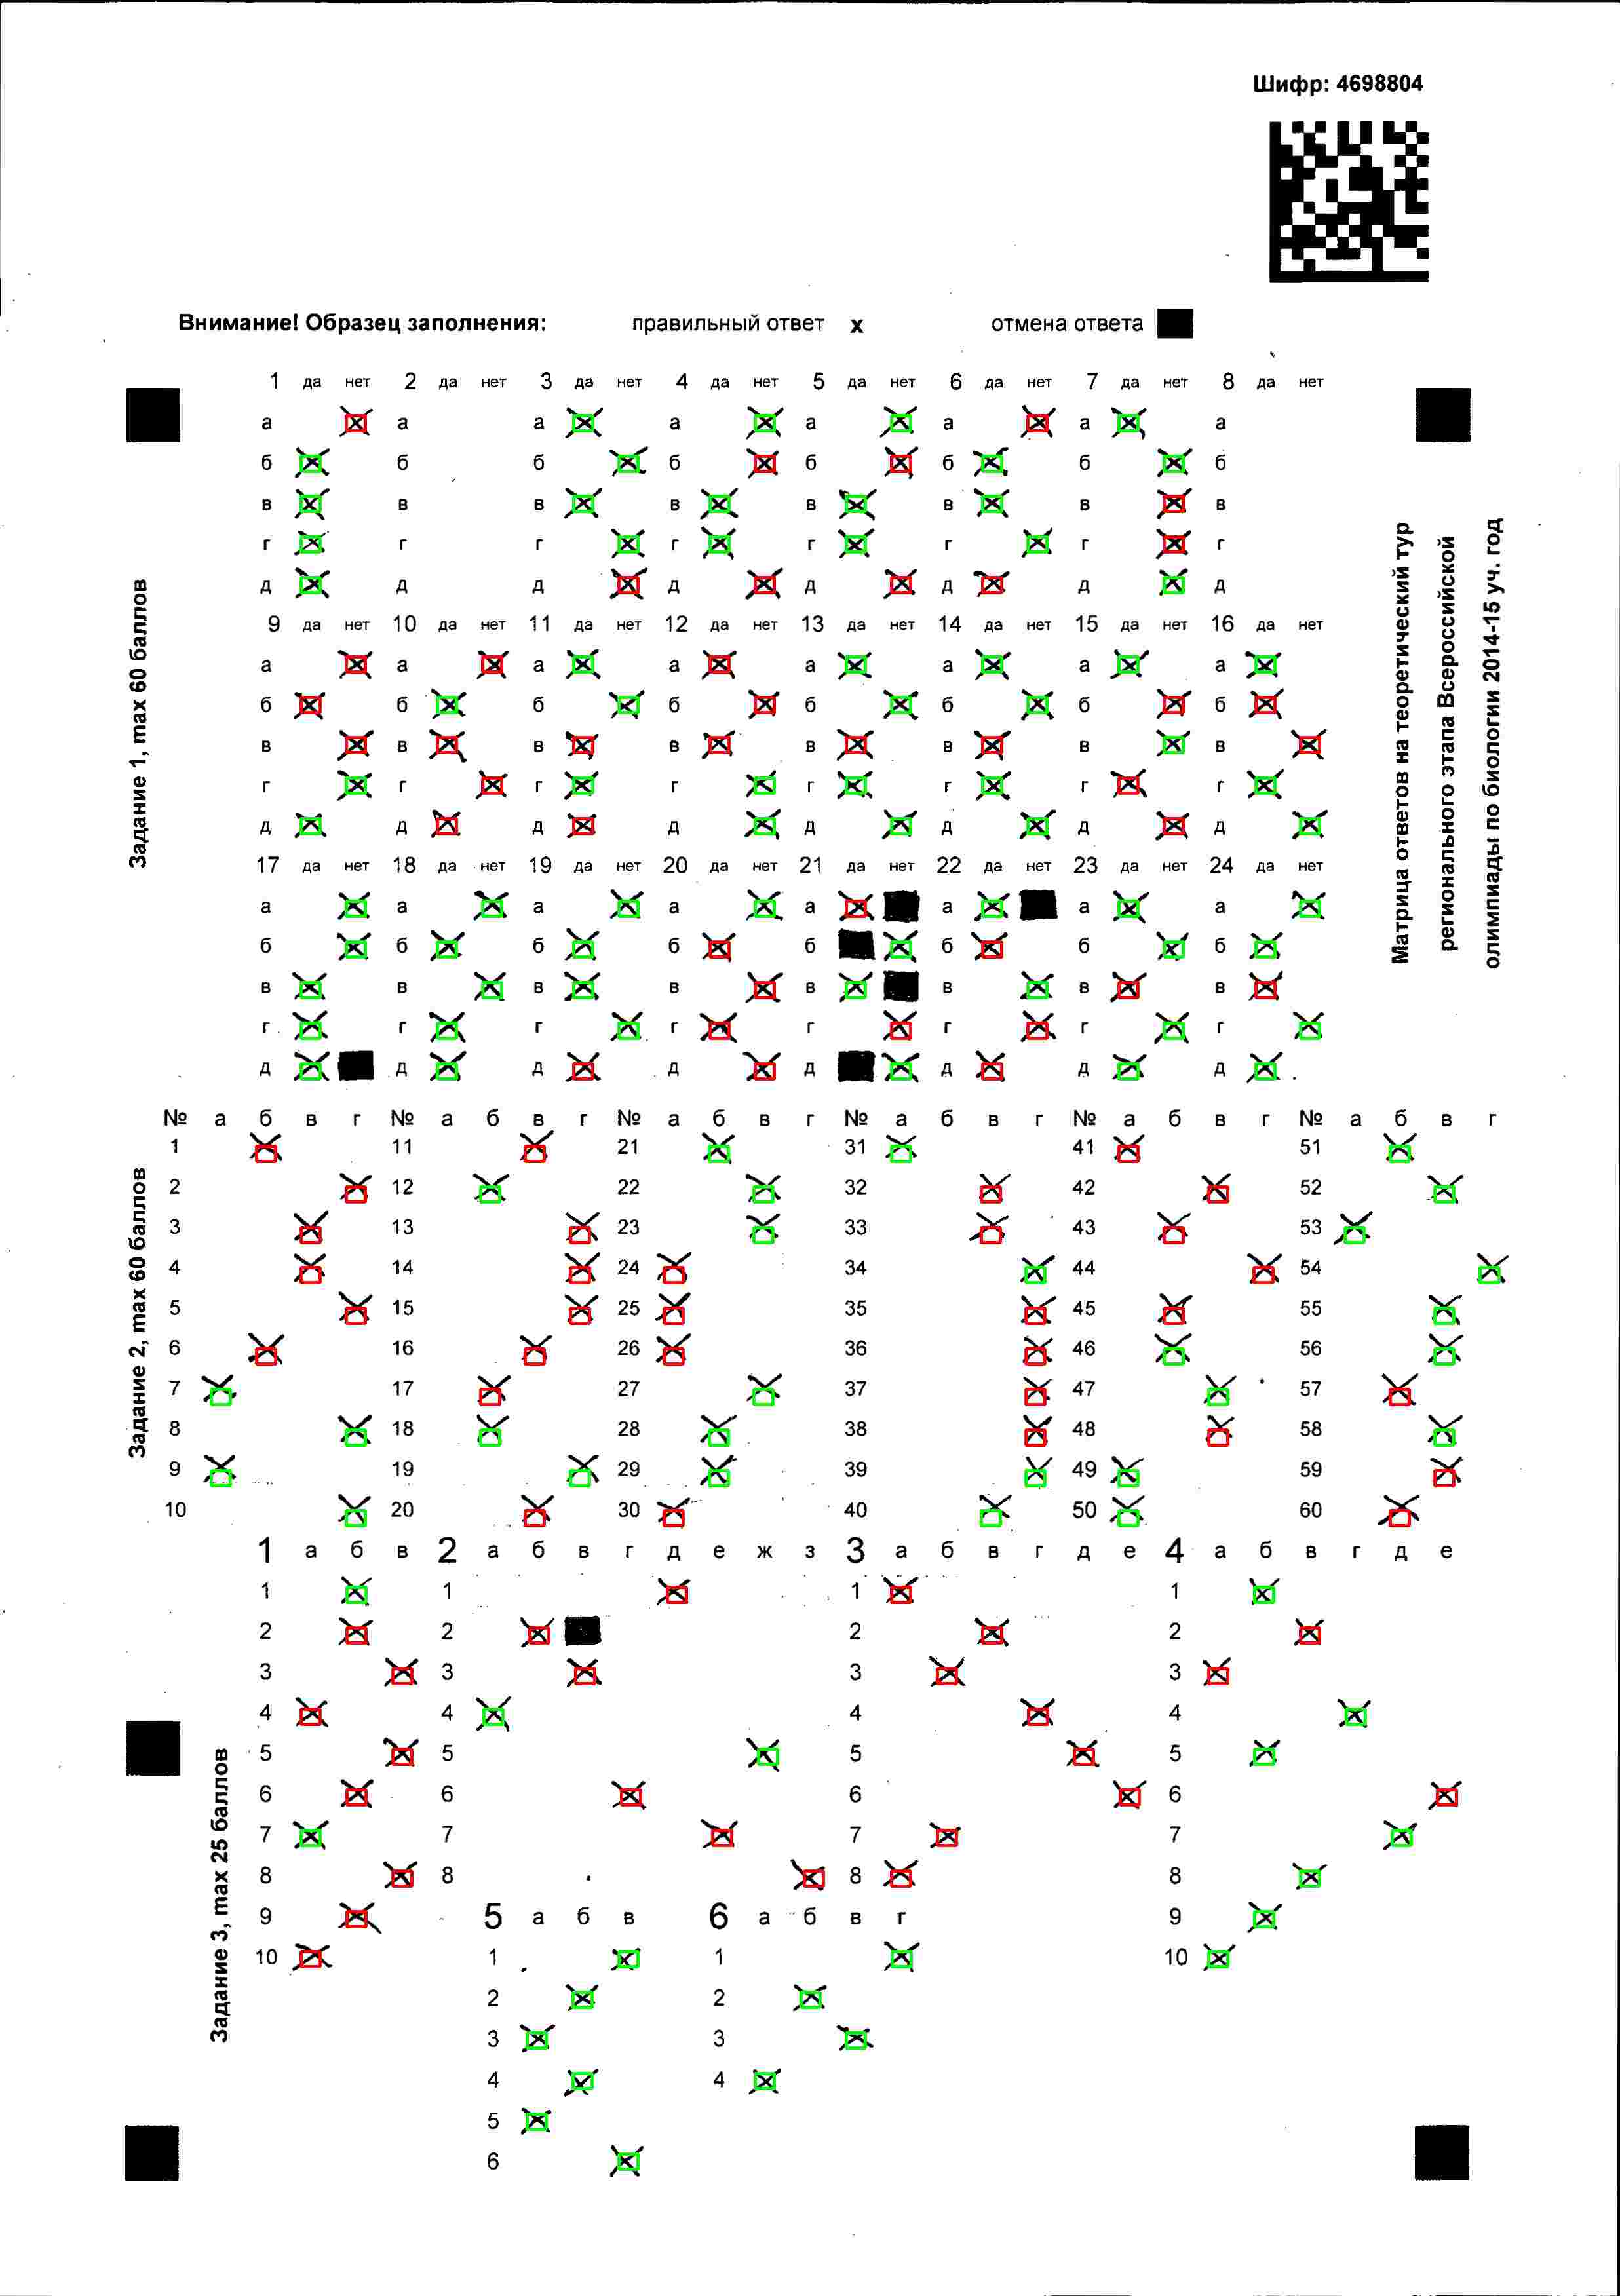 Шифр: 4698804
Внимание! Образец заполнения: правильный ответ x отмена ответа
1 да нет 2 да нет 3 да нет 4 да нет 5 да нет 6 да нет 7 да нет 8 да нет
а а а а а а а а
б б б б б б б б
в в в в в в в в
г г г г г г г г
д д д д д д д д
9 да нет 10 да нет 11 да нет 12 да нет 13 да нет 14 да нет 15 да нет 16 да нет
а а а а а а а а
б б б б б б б б
в в в в в в в в
г г г г г г г г
д д д д д д д д
17 да нет 18 да нет 19 да нет 20 да нет 21 да нет 22 да нет 23 да нет 24 да нет
а а а а а а а а
б б б б б б б б
в в в в в в в в
г г г г г г г г
д д д д д д д д
Задание 1, max 60 баллов
Матрица ответов на теоретический тур
регионального этапа Всеросссийской
олимпиады по биологии 2014-15 уч. год
№ а б в г № а б в г № а б в г № а б в г № а б в г № а б в г
1 11 21 31 41 51
2 12 22 32 42 52
3 13 23 33 43 53
4 14 24 34 44 54
5 15 25 35 45 55
6 16 26 36 46 56
7 17 27 37 47 57
8 18 28 38 48 58
9 19 29 39 49 59
10 20 30 40 50 60
Задание 2, max 60 баллов
1 а б в 2 а б в г д е ж з 3 а б в г д е 4 а б в г д е
1 1 1 1
2 2 2 2
3 3 3 3
4 4 4 4
5 5 5 5
6 6 6 6
7 7 7 7
8 8 8 8
9 5 а б в 6 а б в г 9
10 1 1 10
2 2
3 3
4 4
5
6
Задание 3, max 25 баллов